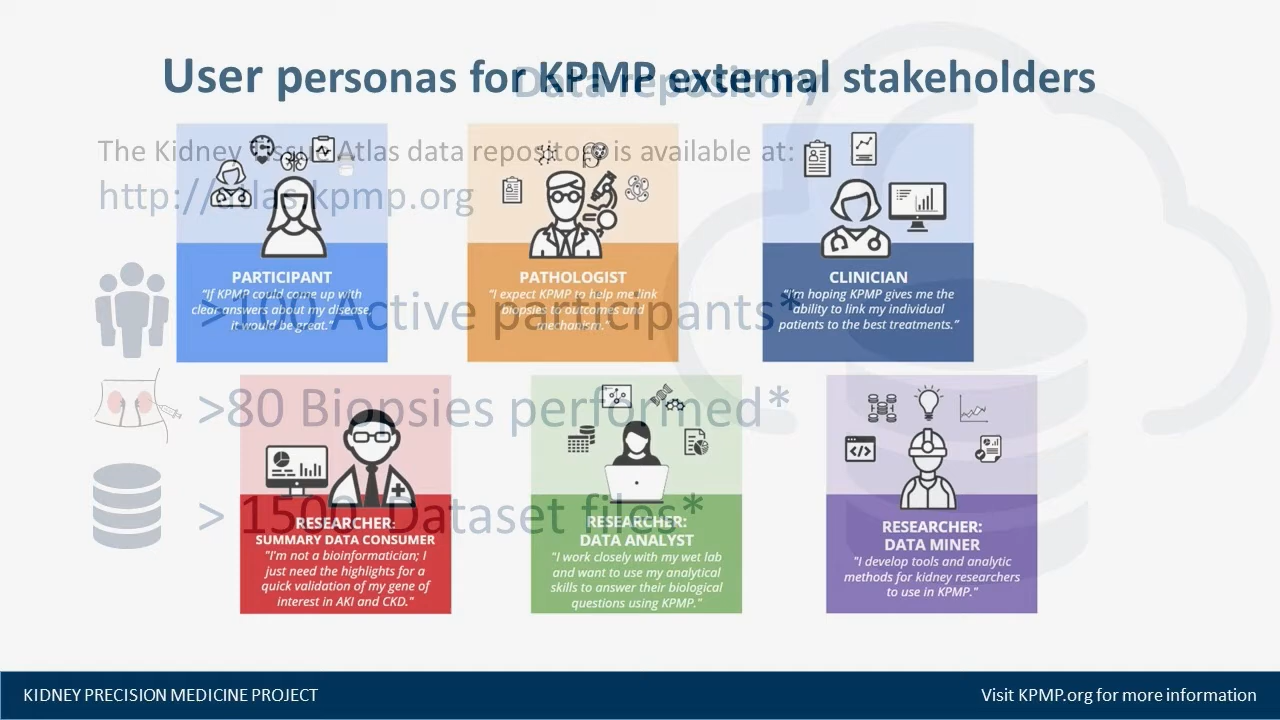 User personas for KPMP external stakeholders
Data repository
The Kidney Tissue Atlas data repository is available at:
http://atlas.kpmp.org
PARTICIPANT
"If KPMP could come up with
clear answers about my disease,
it would be great."
PATHOLOGIST
"I expect KPMP to help me link
biopsies to outcomes and
mechanism."
CLINICIAN
"I'm hoping KPMP gives me the
ability to link my individual
patients to the best treatments."
Active participants*
>80 Biopsies performed*
> 1500 Dataset files*
RESEARCHER:
SUMMARY DATA CONSUMER
"I'm not a bioinformatician; I
just need the highlights for a
quick validation of my gene of
interest in AKI and CKD."
RESEARCHER:
DATA ANALYST
"I work closely with my wet lab
and want to use my analytical
skills to answer their biological
questions using KPMP."
RESEARCHER:
DATA MINER
"I develop tools and analytic
methods for kidney researchers
to use in KPMP."
KIDNEY PRECISION MEDICINE PROJECT
Visit KPMP.org for more information